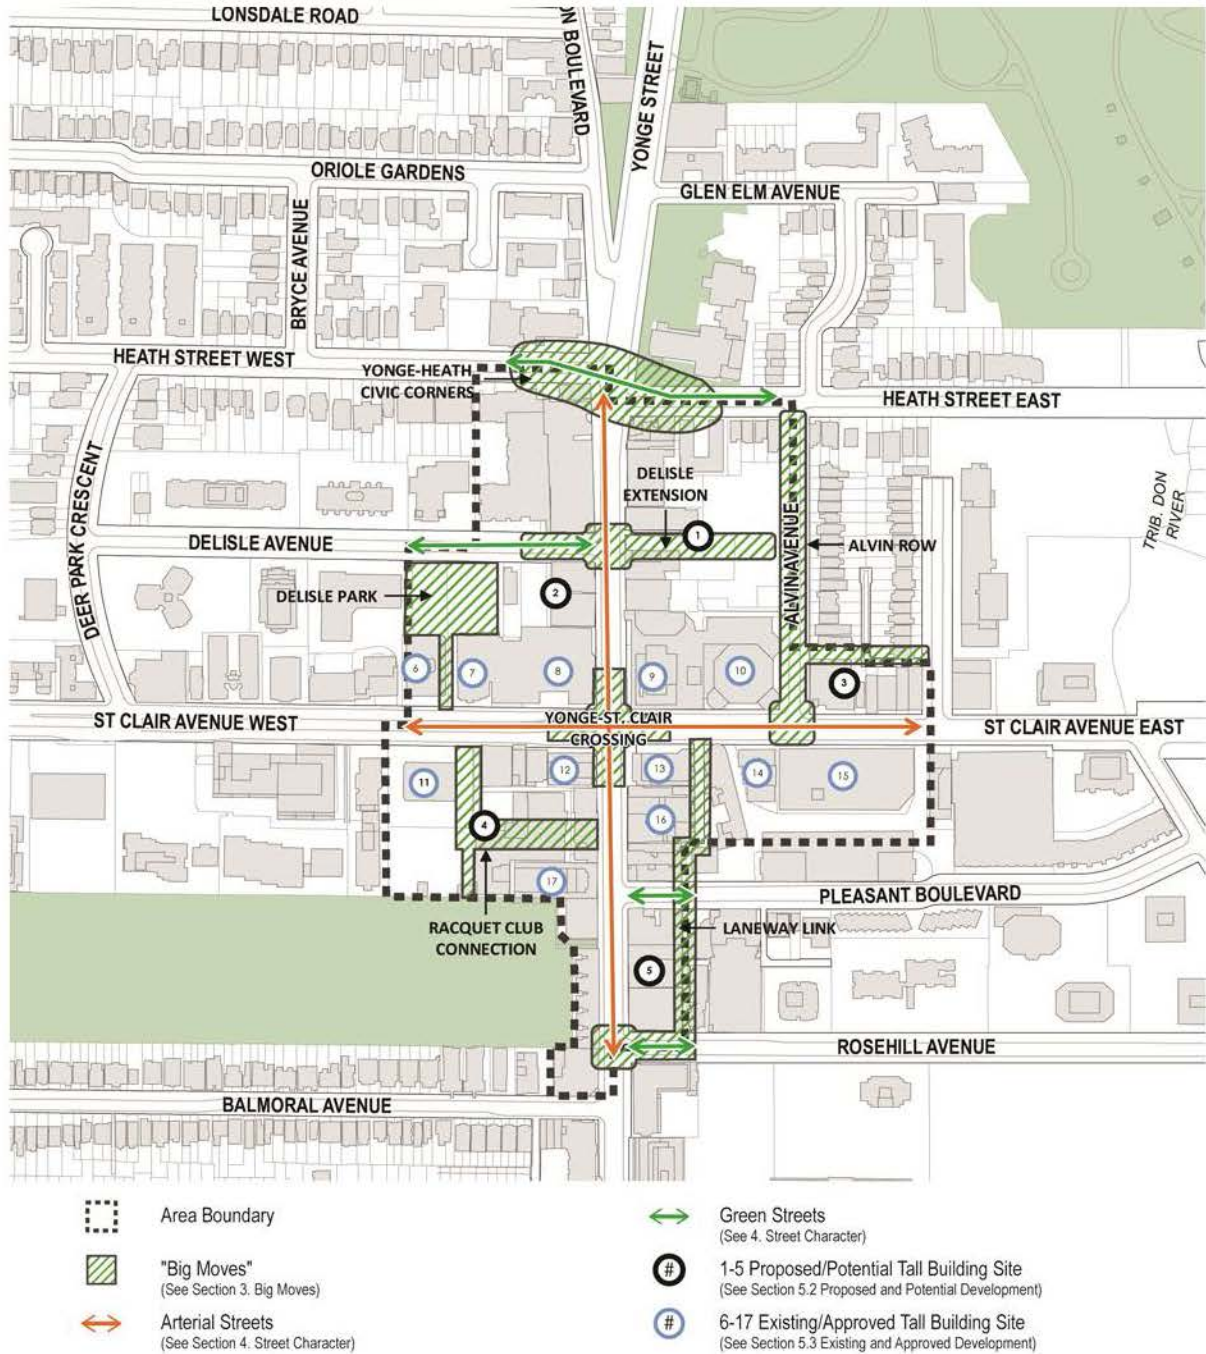 LONSDALE ROAD
ON BOULEVARD
YONGE STREET
ORIOLE GARDENS
GLEN ELM AVENUE
BRYCE AVENUE
HEATH STREET WEST
YONGE-HEATH
CIVIC CORNERS
HEATH STREET EAST
DEER PARK CRESCENT
DELISLE
EXTENSION
TRIB. DON
RIVER
DELISLE AVENUE
1
ALVIN AVENUE
ALVIN ROW
DELISLE PARK
2
6
7
8
9
10
3
ST CLAIR AVENUE WEST
YONGE-ST. CLAIR
CROSSING
ST CLAIR AVENUE EAST
11
12
13
14
15
4
16
17
PLEASANT BOULEVARD
RACQUET CLUB
CONNECTION
LANEWAY LINK
5
ROSEHILL AVENUE
BALMORAL AVENUE
Area Boundary
"Big Moves"
(See Section 3. Big Moves)
Arterial Streets
(See Section 4. Street Character)
Green Streets
(See 4. Street Character)
# 1-5 Proposed/Potential Tall Building Site
(See Section 5.2 Proposed and Potential Development)
# 6-17 Existing/Approved Tall Building Site
(See Section 5.3 Existing and Approved Development)